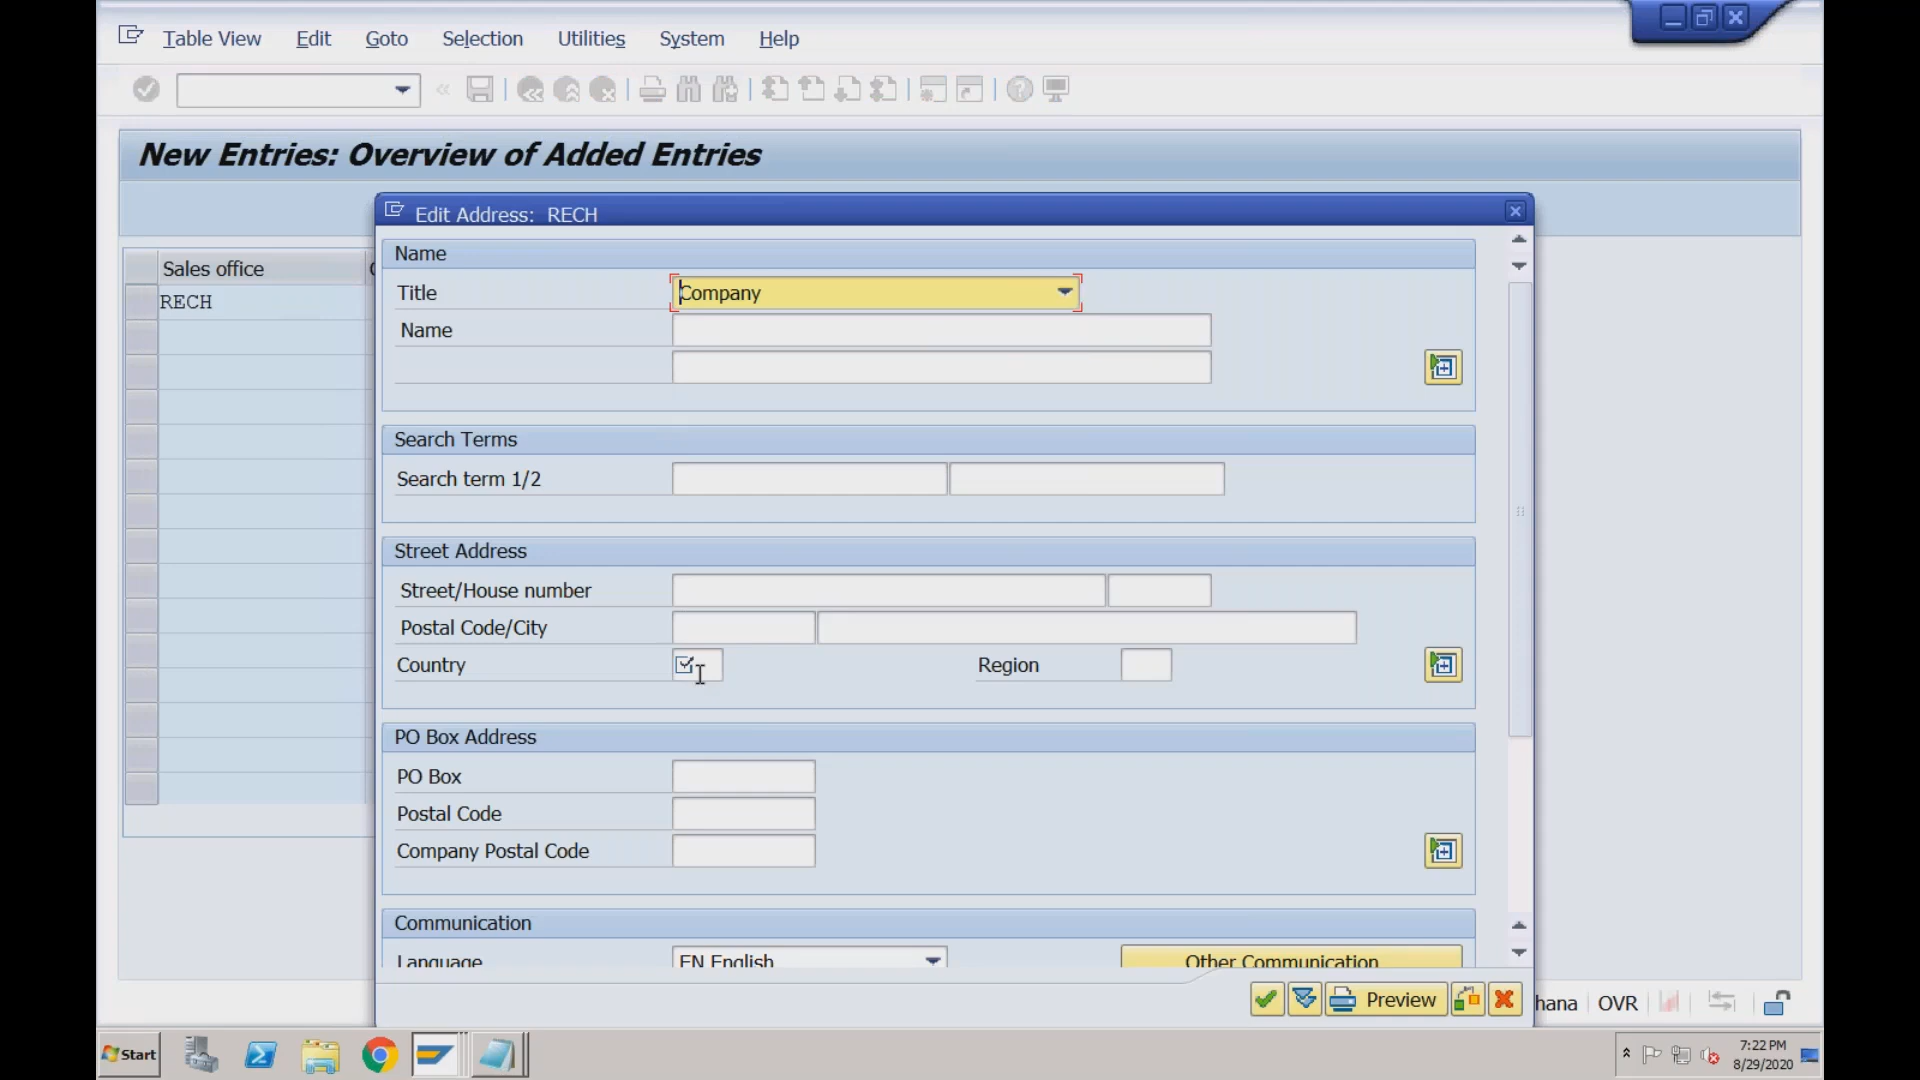 Table View Edit Goto Selection Utilities System Help
New Entries: Overview of Added Entries
Edit Address: RECH
Sales office
RECH
Name
Title Company
Name
Search Terms
Search term 1/2
Street Address
Street/House number
Postal Code/City
Country Region
PO Box Address
PO Box
Postal Code
Company Postal Code
Communication
Language EN English Other Communication
Preview
hana OVR
Start
7:22 PM
8/29/2020